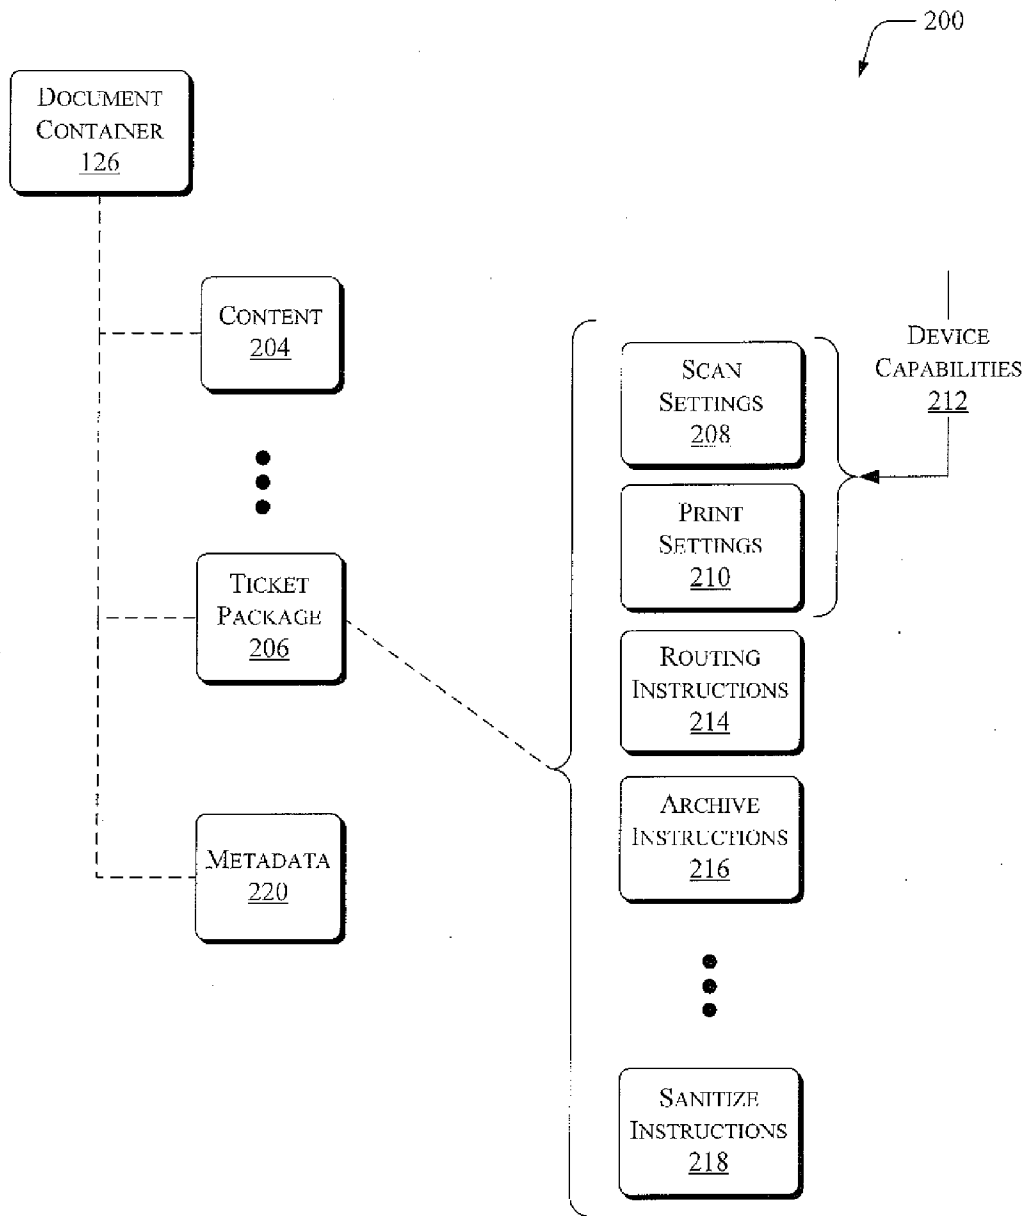 200
DOCUMENT
CONTAINER
126
CONTENT
204
TICKET
PACKAGE
206
METADATA
220
SCAN
SETTINGS
208
PRINT
SETTINGS
210
ROUTING
INSTRUCTIONS
214
ARCHIVE
INSTRUCTIONS
216
SANITIZE
INSTRUCTIONS
218
DEVICE
CAPABILITIES
212